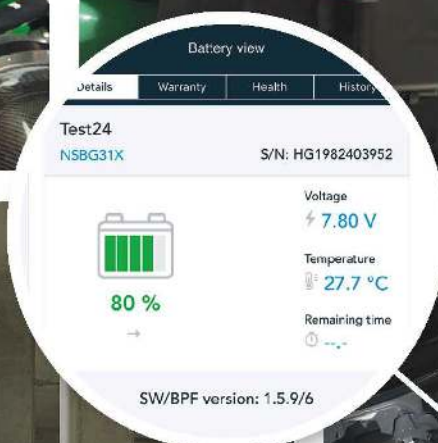 Battery view
Details Warranty Health History
Test24
NSBG31X S/N: HG1982403952
Voltage
7.80 V
Temperature
27.7 °C
80 %
→
Remaining time
--,-
SW/BPF version: 1.5.9/6